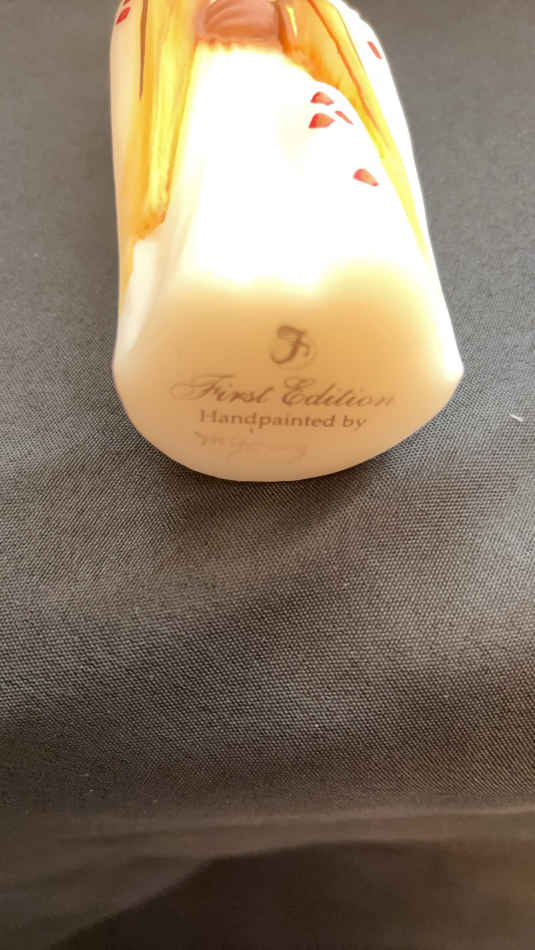 F
First Edition
Handpainted by